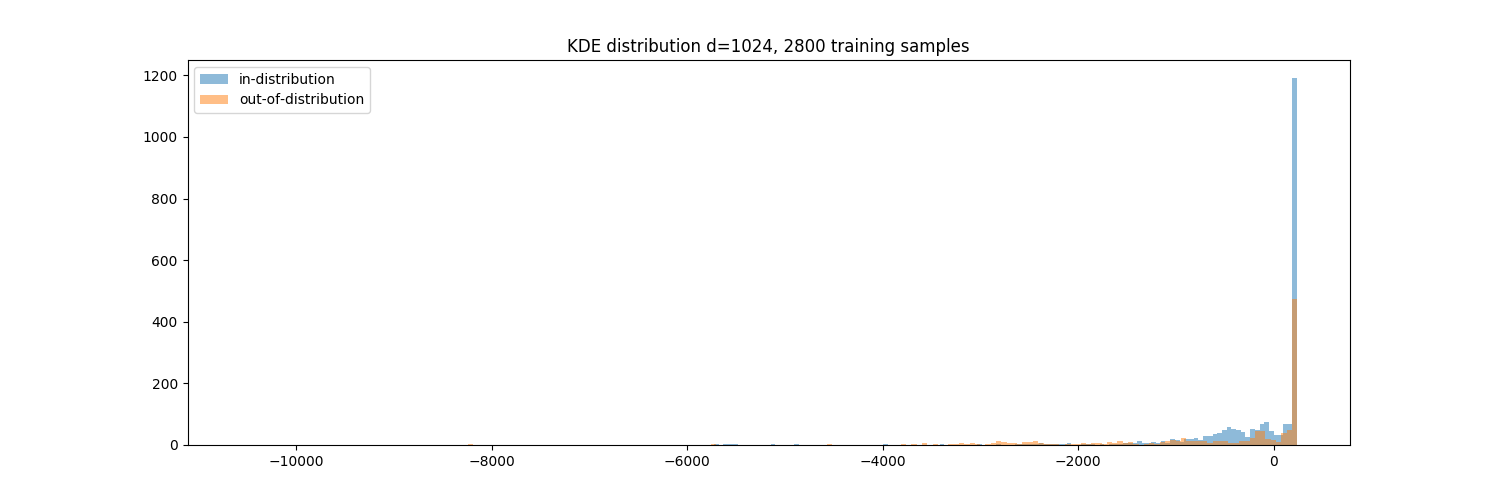 KDE distribution d=1024, 2800 training samples
in-distribution
out-of-distribution
1200
1000
800
600
400
200
0
−10000 −8000 −6000 −4000 −2000 0